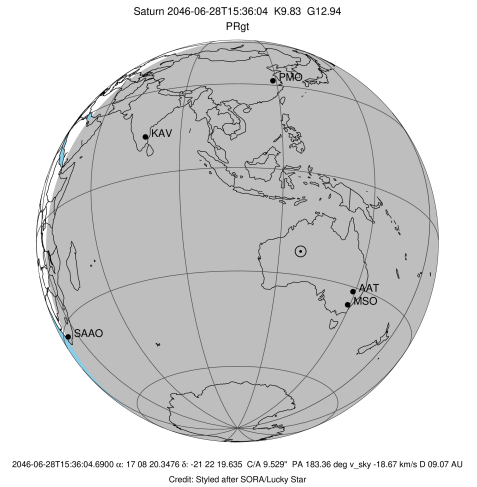 Saturn 2046-06-28T15:36:04 K9.83 G12.94
PRgt
PMO
KAV
AAT
MSO
SAAO
2046-06-28T15:36:04.6900 α: 17 08 20.3476 δ: -21 22 19.635 C/A 9.529" PA 183.36 deg v_sky -18.67 km/s D 09.07 AU
Credit: Styled after SORA/Lucky Star